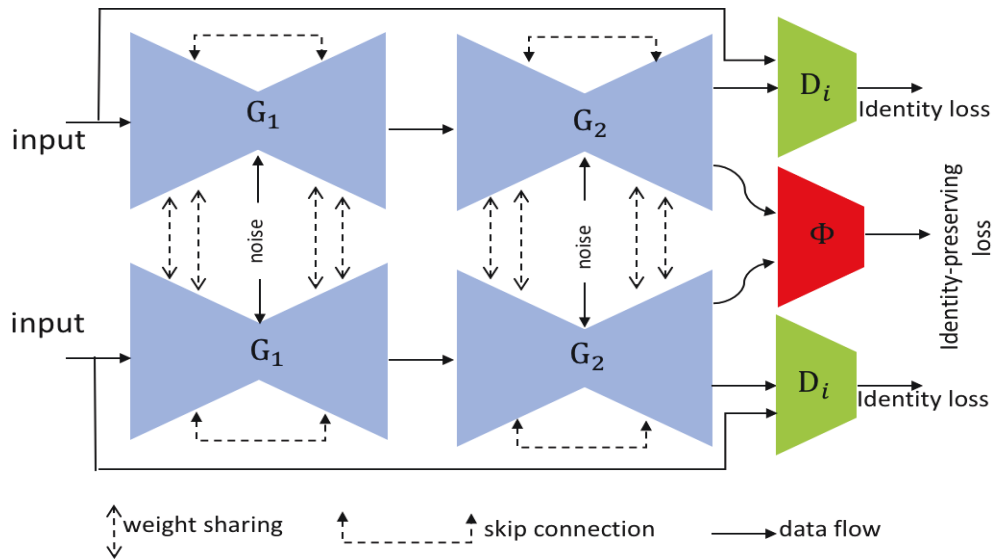 G₁
G₂
Dᵢ
Identity loss
input
noise
noise
Φ
Identity-preserving
loss
input
G₁
G₂
Dᵢ
Identity loss
weight sharing
skip connection
data flow